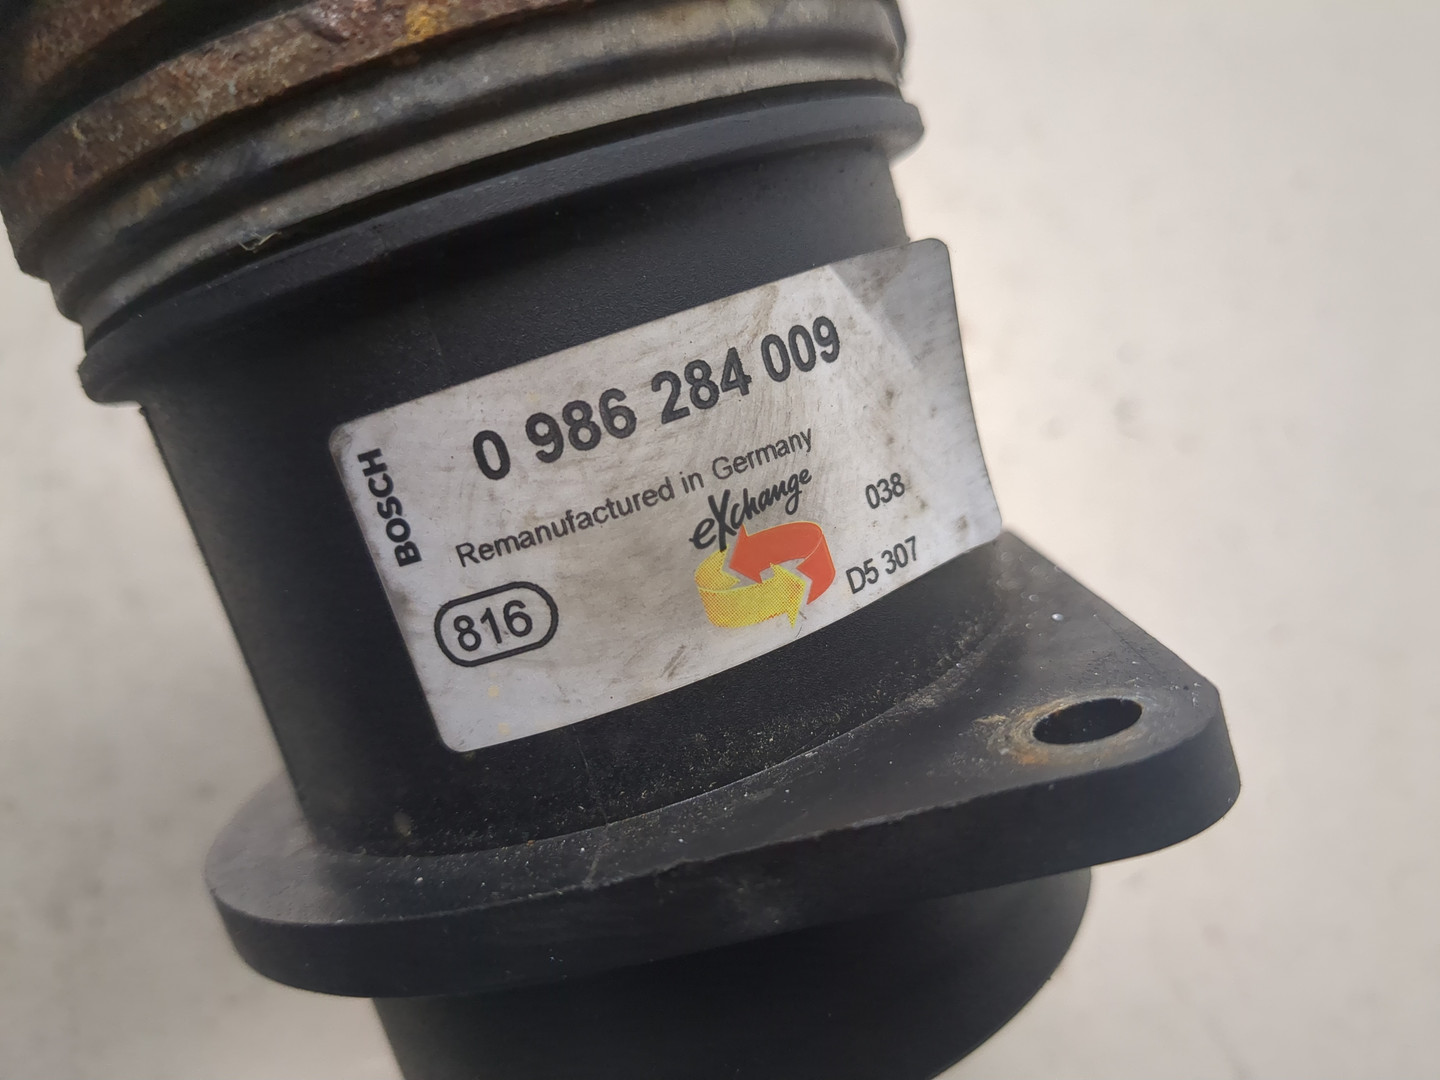 BOSCH
0 986 284 009
Remanufactured in Germany
eXchange
038
816
D5 307